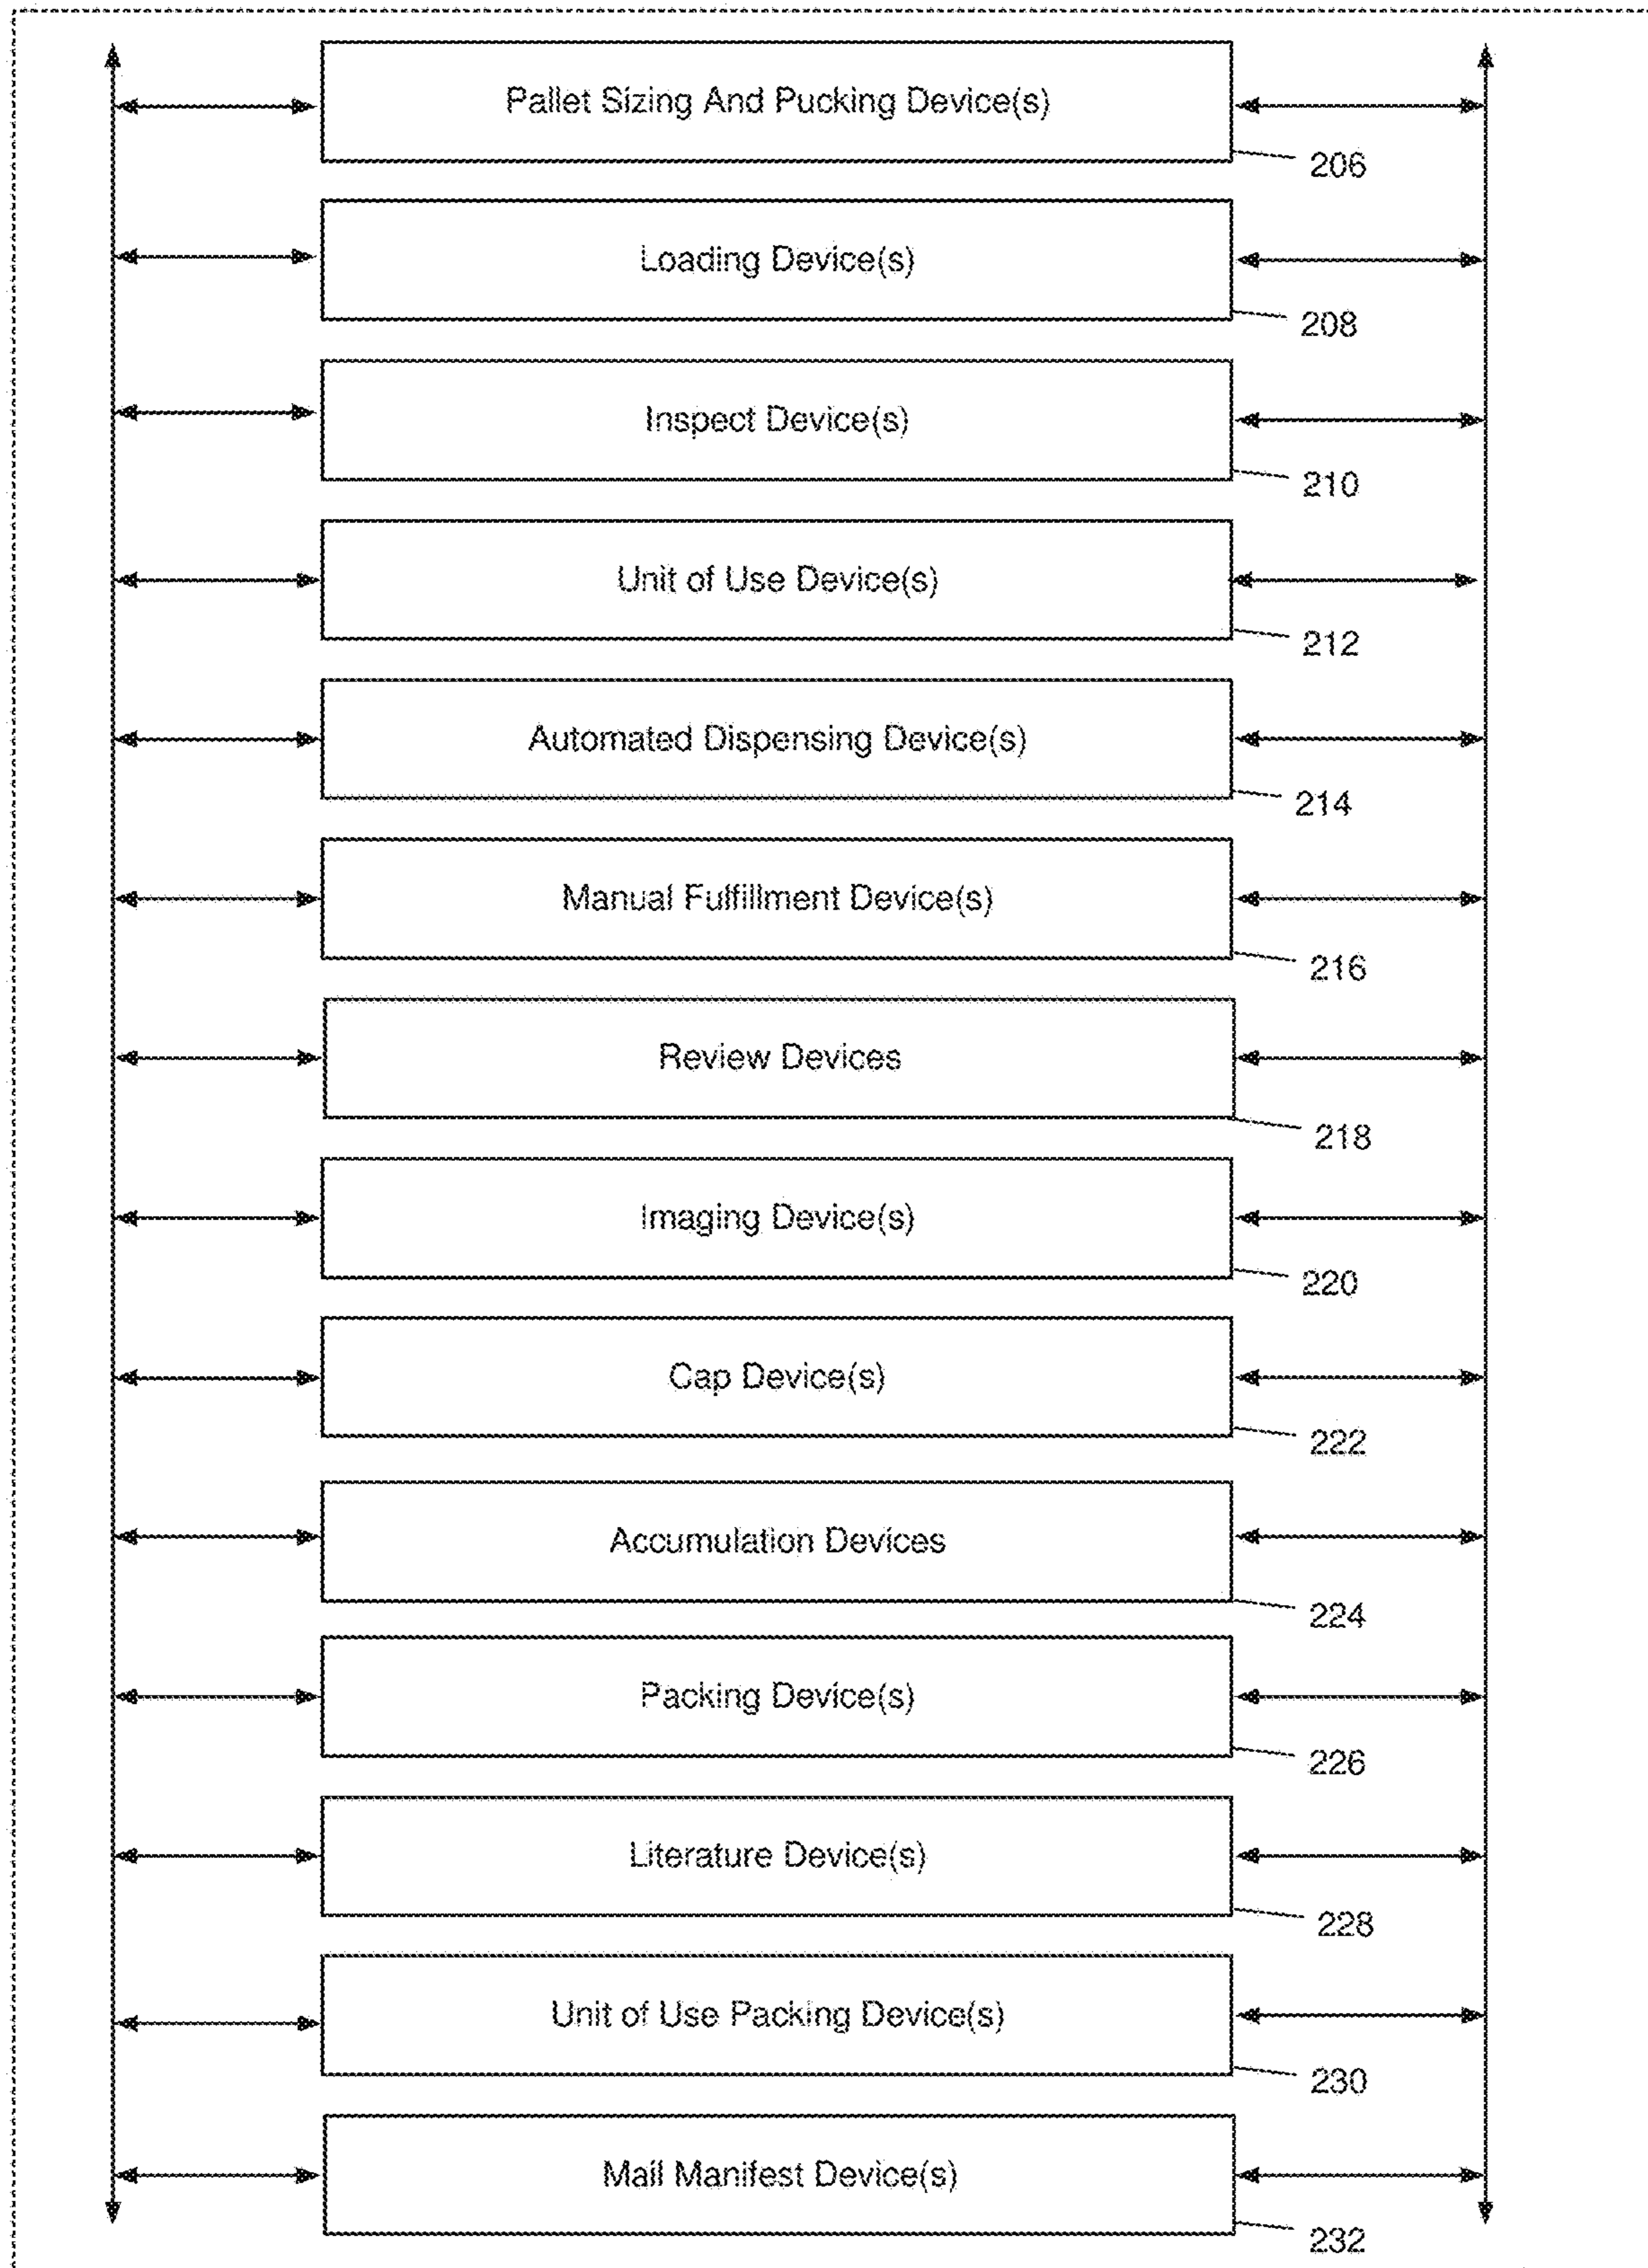 Pallet Sizing And Pucking Device(s)
206
Loading Device(s)
208
Inspect Device(s)
210
Unit of Use Device(s)
212
Automated Dispensing Device(s)
214
Manual Fulfillment Device(s)
216
Review Devices
218
Imaging Device(s)
220
Cap Device(s)
222
Accumulation Devices
224
Packing Device(s)
226
Literature Device(s)
228
Unit of Use Packing Device(s)
230
Mail Manifest Device(s)
232